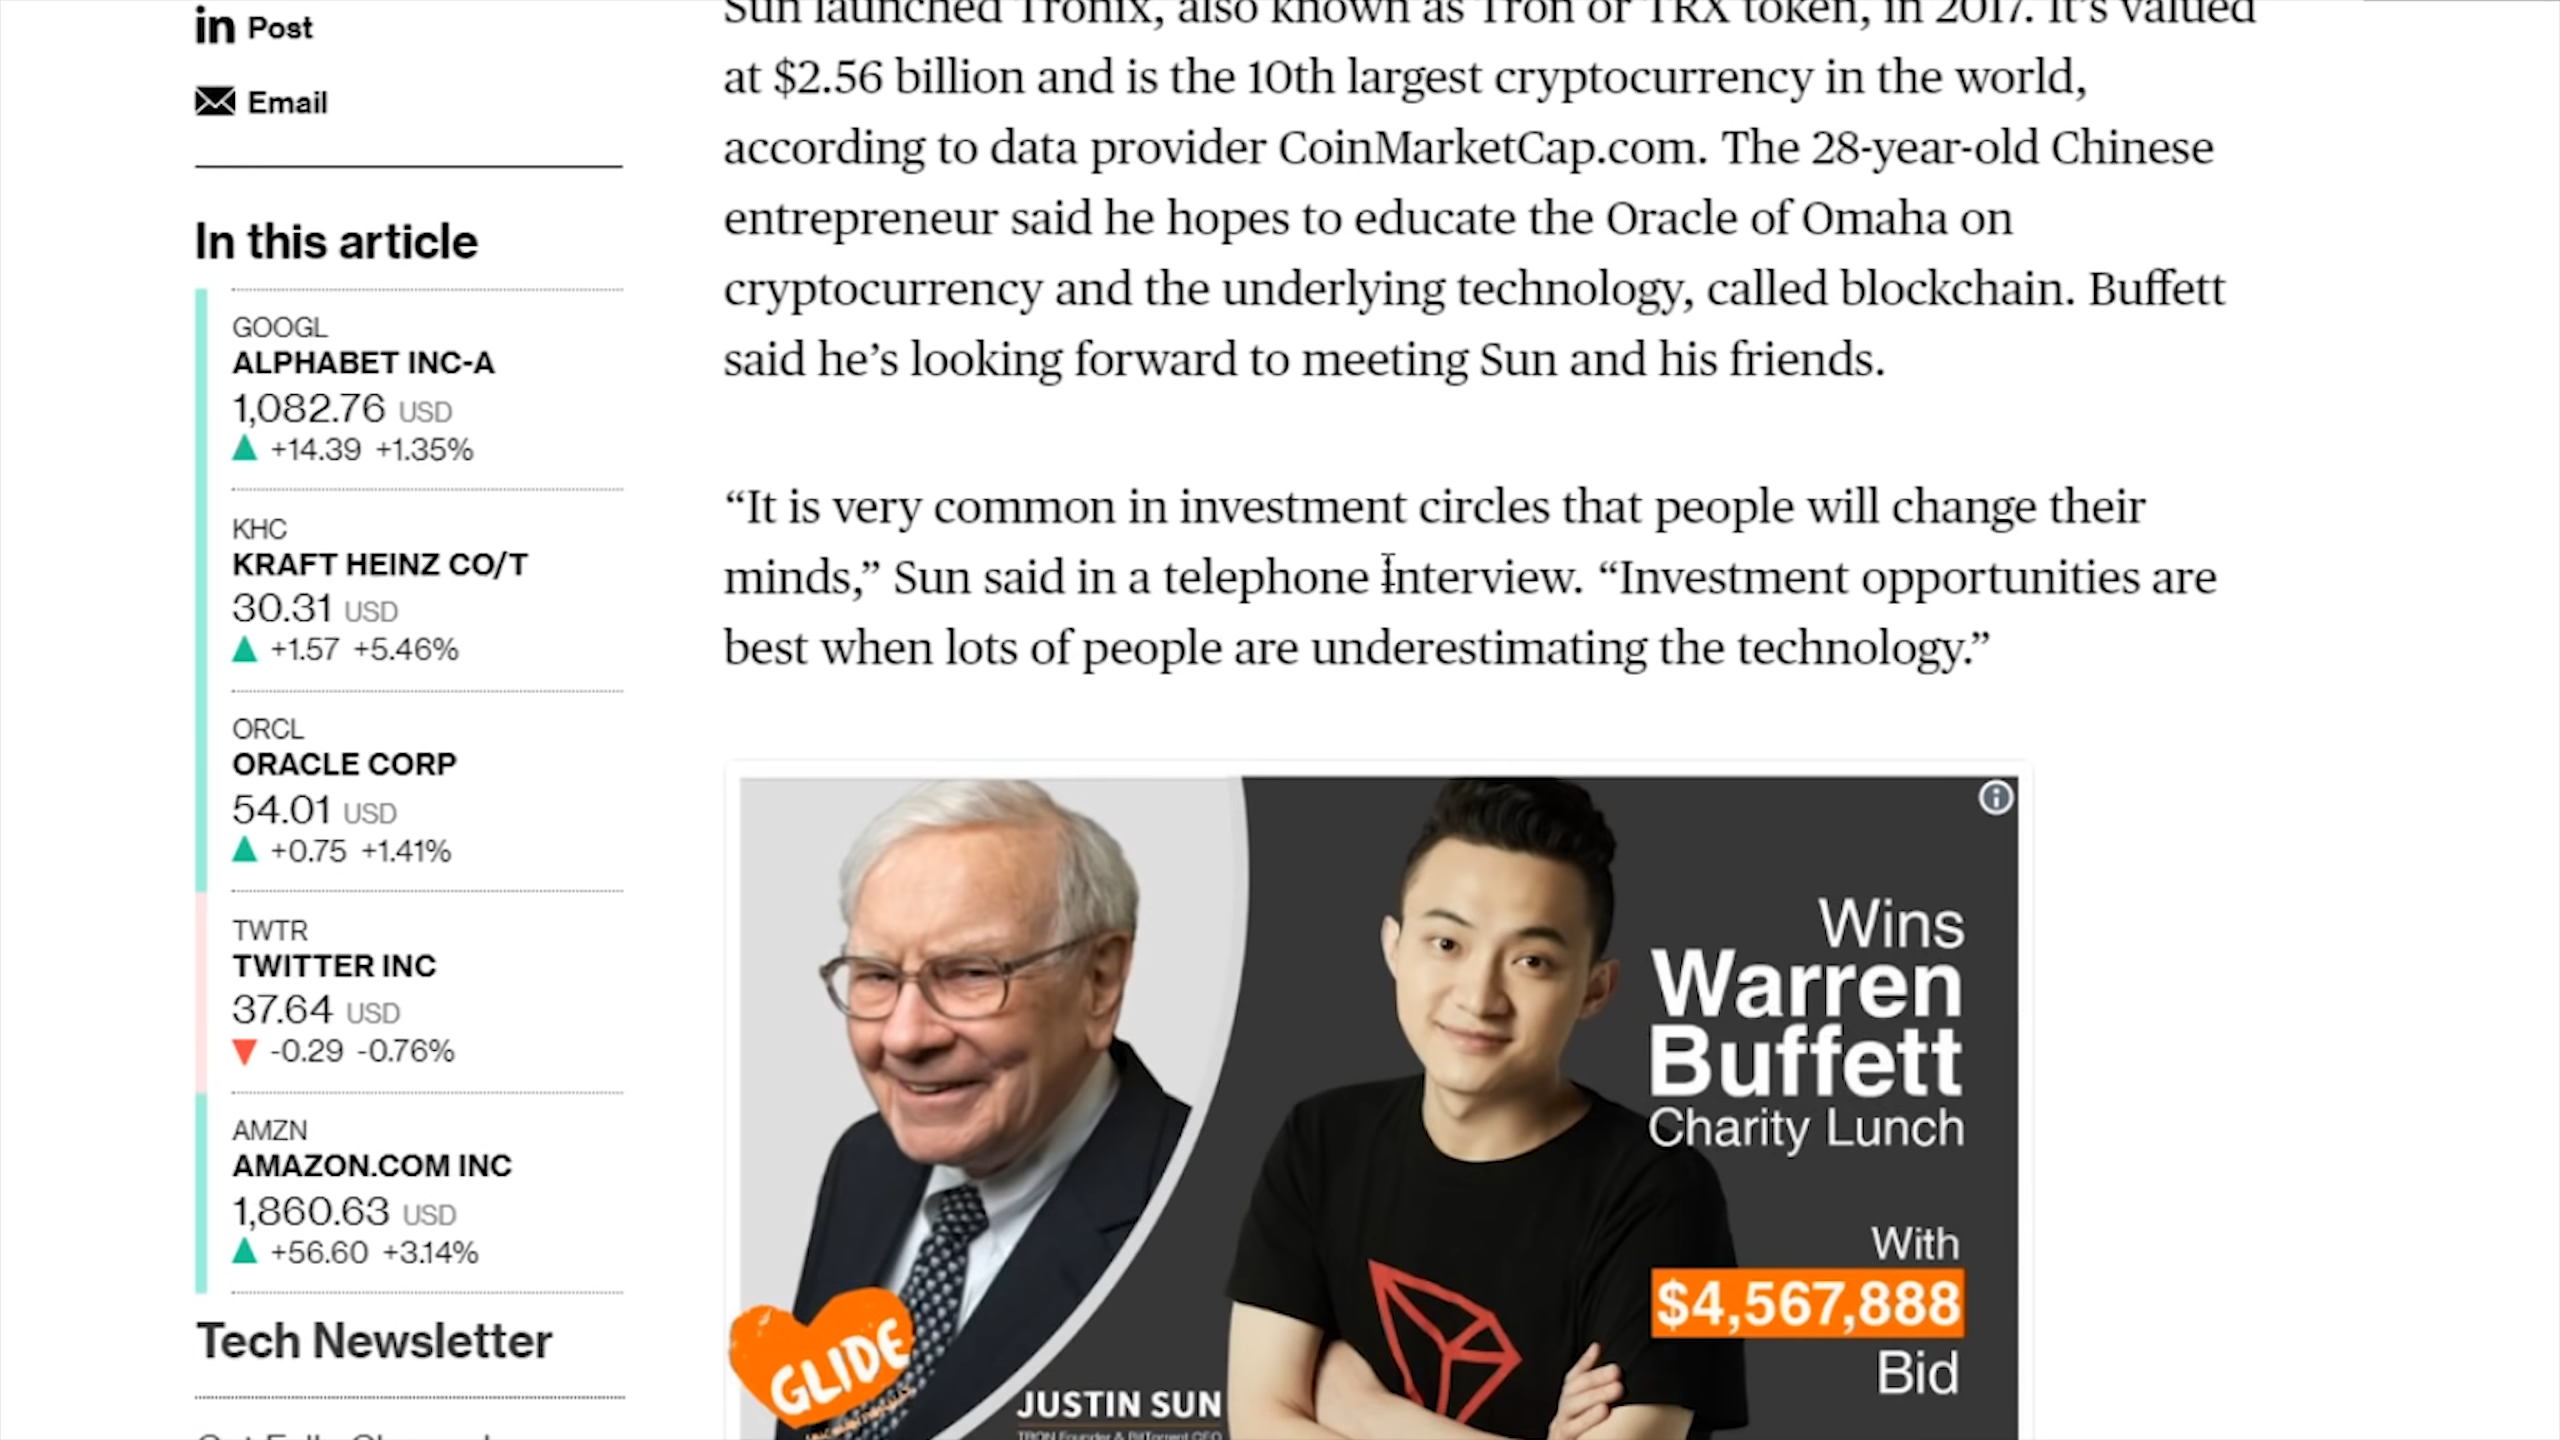 Post
Email
In this article
GOOGL
ALPHABET INC-A
1,082.76 USD
+14.39 +1.35%
KHC
KRAFT HEINZ CO/T
30.31 USD
+1.57 +5.46%
ORCL
ORACLE CORP
54.01 USD
+0.75 +1.41%
TWTR
TWITTER INC
37.64 USD
-0.29 -0.76%
AMZN
AMAZON.COM INC
1,860.63 USD
+56.60 +3.14%
Tech Newsletter
Sun launched Tronix, also known as Tron or TRX token, in 2017. It’s valued
at $2.56 billion and is the 10th largest cryptocurrency in the world,
according to data provider CoinMarketCap.com. The 28-year-old Chinese
entrepreneur said he hopes to educate the Oracle of Omaha on
cryptocurrency and the underlying technology, called blockchain. Buffett
said he’s looking forward to meeting Sun and his friends.
“It is very common in investment circles that people will change their
minds,” Sun said in a telephone interview. “Investment opportunities are
best when lots of people are underestimating the technology.”
Wins
Warren
Buffett
Charity Lunch
With
$4,567,888
Bid
GLIDE
JUSTIN SUN
TRON Founder & BitTorrent CEO